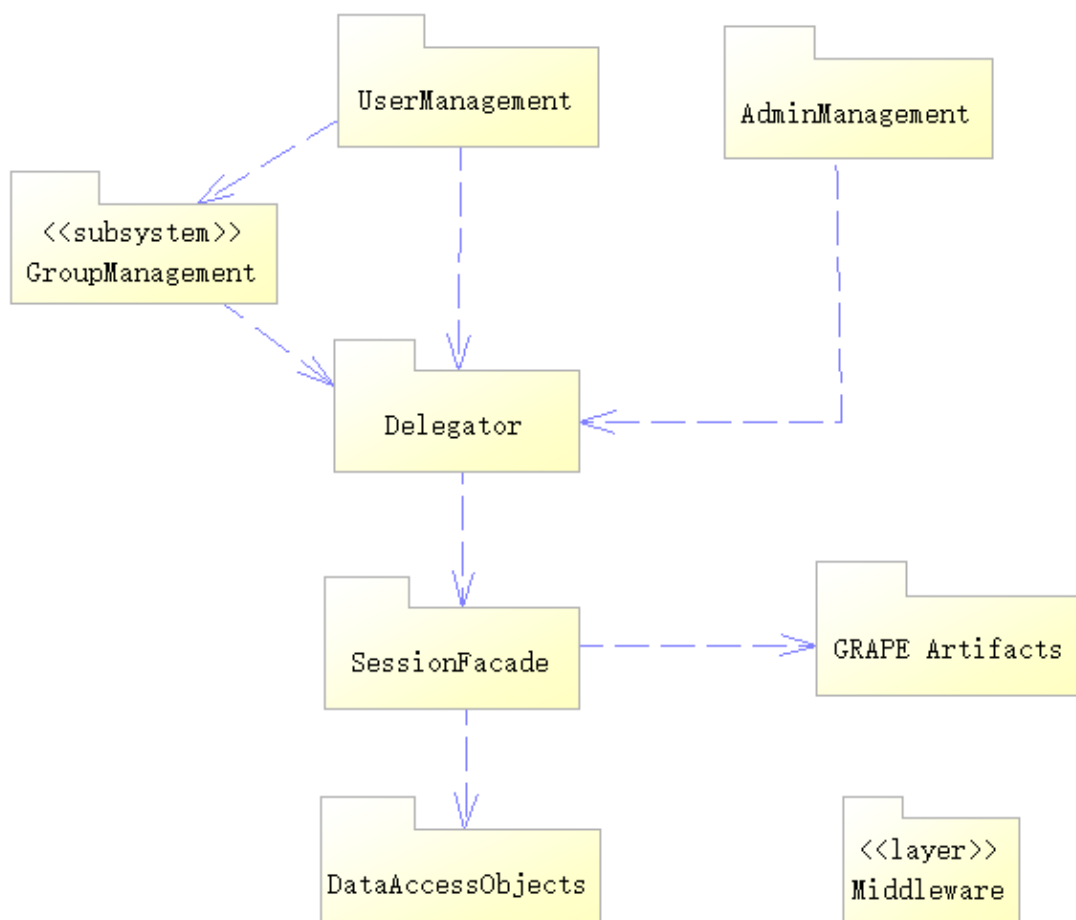 UserManagement
AdminManagement
<<subsystem>>
GroupManagement
Delegator
SessionFacade
GRAPE Artifacts
DataAccessObjects
<<layer>>
Middleware